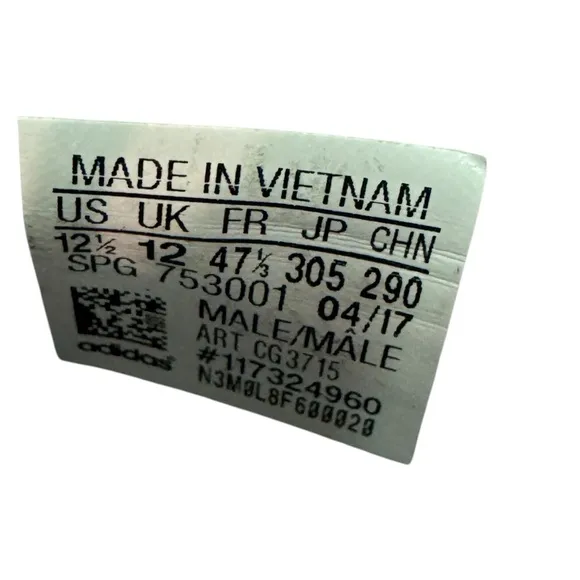 MADE IN VIETNAM
US UK FR JP CHN
12½ 12 47⅓ 305 290
SPG 753001 04/17
MALE/MÂLE
ART CG3715
#117324960
adidas
N3M0L8F600020